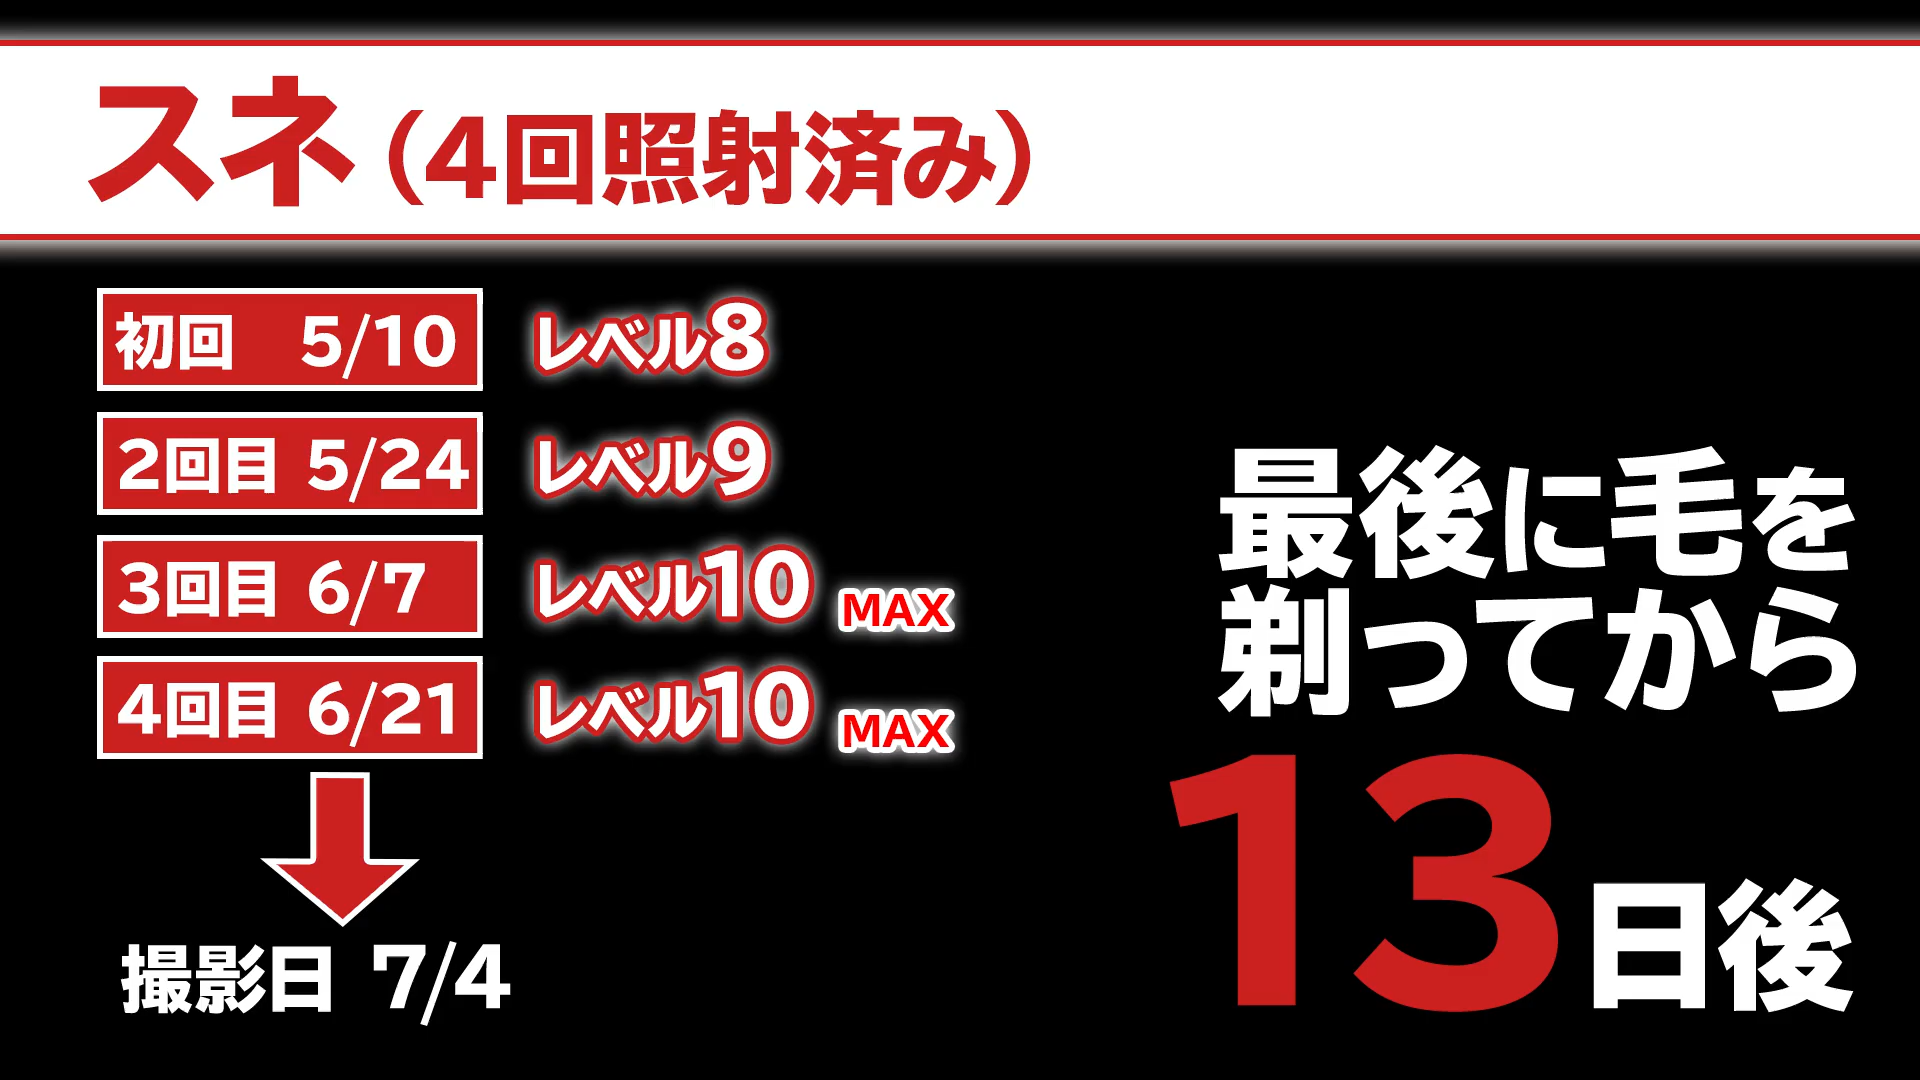 スネ（4回照射済み）
初回 5/10 レベル8
2回目 5/24 レベル9
3回目 6/7 レベル10 MAX
4回目 6/21 レベル10 MAX
撮影日 7/4
最後に毛を
剃ってから
13日後